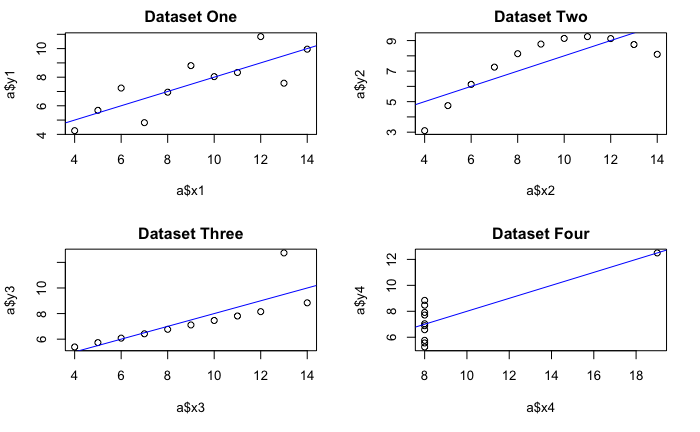 Dataset One
a$y1
4 6 8 10
4 6 8 10 12 14
a$x1
Dataset Two
a$y2
3 5 7 9
4 6 8 10 12 14
a$x2
Dataset Three
a$y3
6 8 10
4 6 8 10 12 14
a$x3
Dataset Four
a$y4
6 8 10 12
8 10 12 14 16 18
a$x4